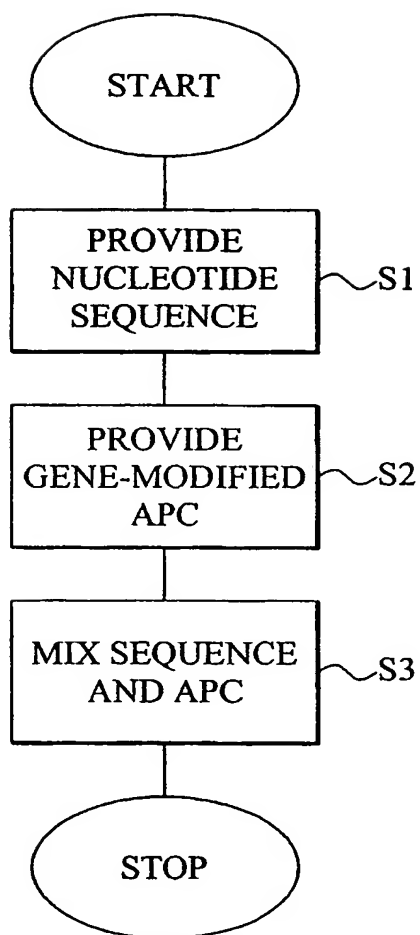 START
PROVIDE
NUCLEOTIDE
SEQUENCE
S1
PROVIDE
GENE-MODIFIED
APC
S2
MIX SEQUENCE
AND APC
S3
STOP